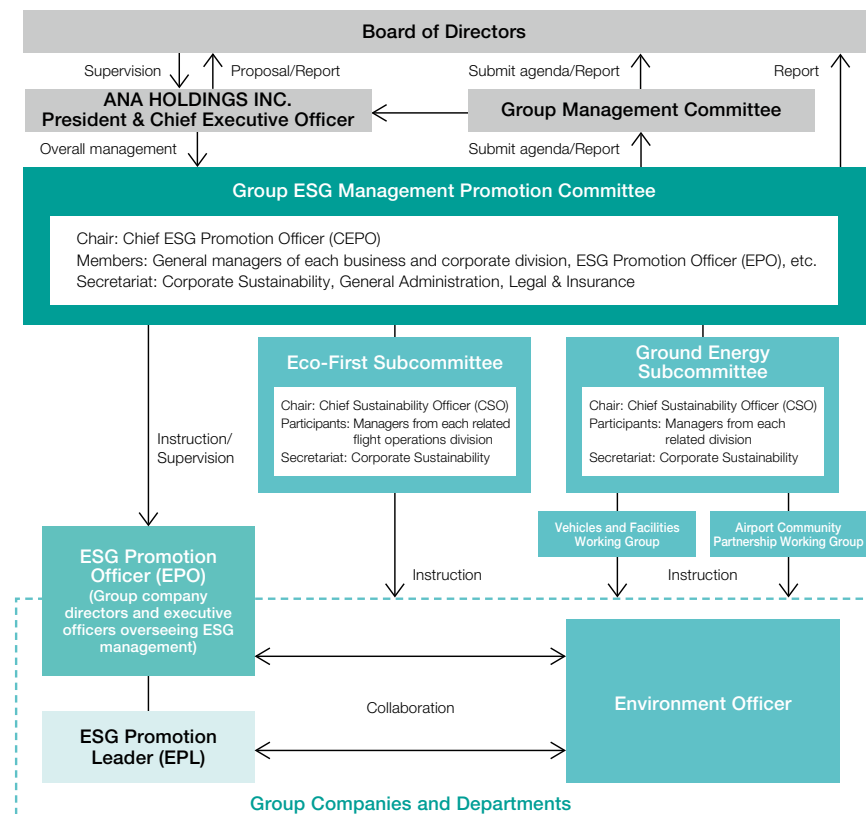 Board of Directors
Supervision
Proposal/Report
Submit agenda/Report
Report
ANA HOLDINGS INC.
President & Chief Executive Officer
Group Management Committee
Overall management
Submit agenda/Report
Group ESG Management Promotion Committee
Chair: Chief ESG Promotion Officer (CEPO)
Members: General managers of each business and corporate division, ESG Promotion Officer (EPO), etc.
Secretariat: Corporate Sustainability, General Administration, Legal & Insurance
Eco-First Subcommittee
Chair: Chief Sustainability Officer (CSO)
Participants: Managers from each related
flight operations division
Secretariat: Corporate Sustainability
Ground Energy
Subcommittee
Chair: Chief Sustainability Officer (CSO)
Participants: Managers from each
related division
Secretariat: Corporate Sustainability
Instruction/
Supervision
Vehicles and Facilities
Working Group
Airport Community
Partnership Working Group
Instruction
Instruction
ESG Promotion
Officer (EPO)
(Group company
directors and executive
officers overseeing ESG
management)
Environment Officer
Collaboration
ESG Promotion
Leader (EPL)
Group Companies and Departments